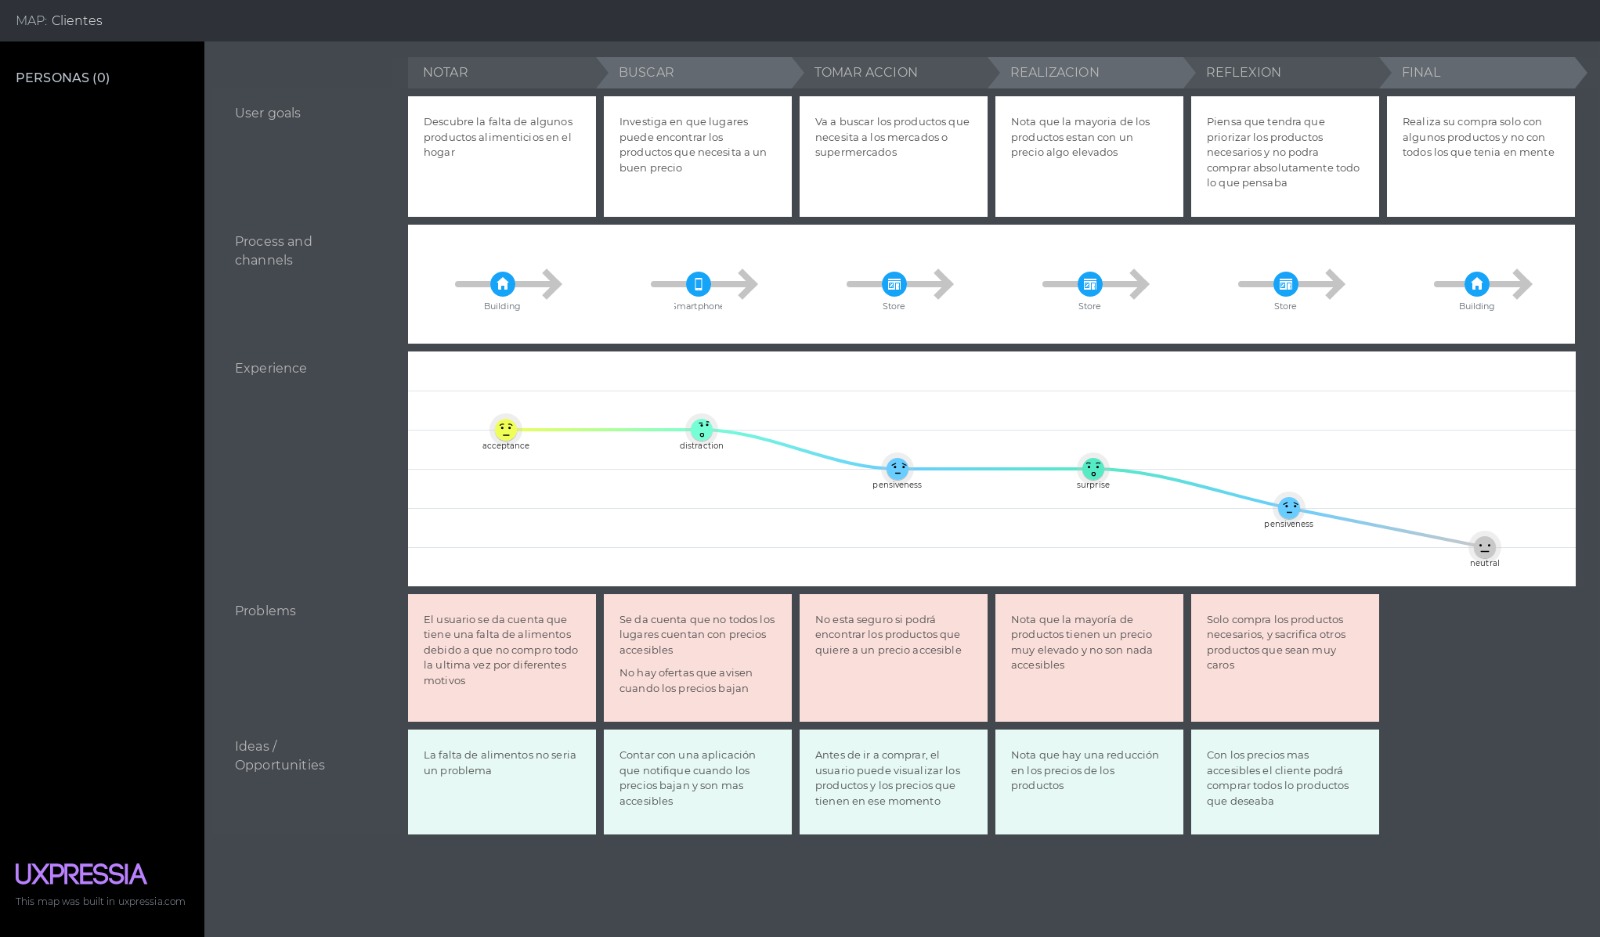 MAP: Clientes
PERSONAS (0)
NOTAR
BUSCAR
TOMAR ACCION
REALIZACION
REFLEXION
FINAL
User goals
Descubre la falta de algunos
productos alimenticios en el
hogar
Investiga en que lugares
puede encontrar los
productos que necesita a un
buen precio
Va a buscar los productos que
necesita a los mercados o
supermercados
Nota que la mayoria de los
productos estan con un
precio algo elevados
Piensa que tendra que
priorizar los productos
necesarios y no podra
comprar absolutamente todo
lo que pensaba
Realiza su compra solo con
algunos productos y no con
todos los que tenia en mente
Process and
channels
Building
Smartphone
Store
Store
Store
Building
Experience
acceptance
distraction
pensiveness
surprise
pensiveness
neutral
Problems
El usuario se da cuenta que
tiene una falta de alimentos
debido a que no compro todo
la ultima vez por diferentes
motivos
Se da cuenta que no todos los
lugares cuentan con precios
accesibles
No hay ofertas que avisen
cuando los precios bajan
No esta seguro si podrá
encontrar los productos que
quiere a un precio accesible
Nota que la mayoría de
productos tienen un precio
muy elevado y no son nada
accesibles
Solo compra los productos
necesarios, y sacrifica otros
productos que sean muy
caros
Ideas /
Opportunities
La falta de alimentos no seria
un problema
Contar con una aplicación
que notifique cuando los
precios bajan y son mas
accesibles
Antes de ir a comprar, el
usuario puede visualizar los
productos y los precios que
tienen en ese momento
Nota que hay una reducción
en los precios de los
productos
Con los precios mas
accesibles el cliente podrá
comprar todos lo productos
que deseaba
UXPRESSIA
This map was built in uxpressia.com